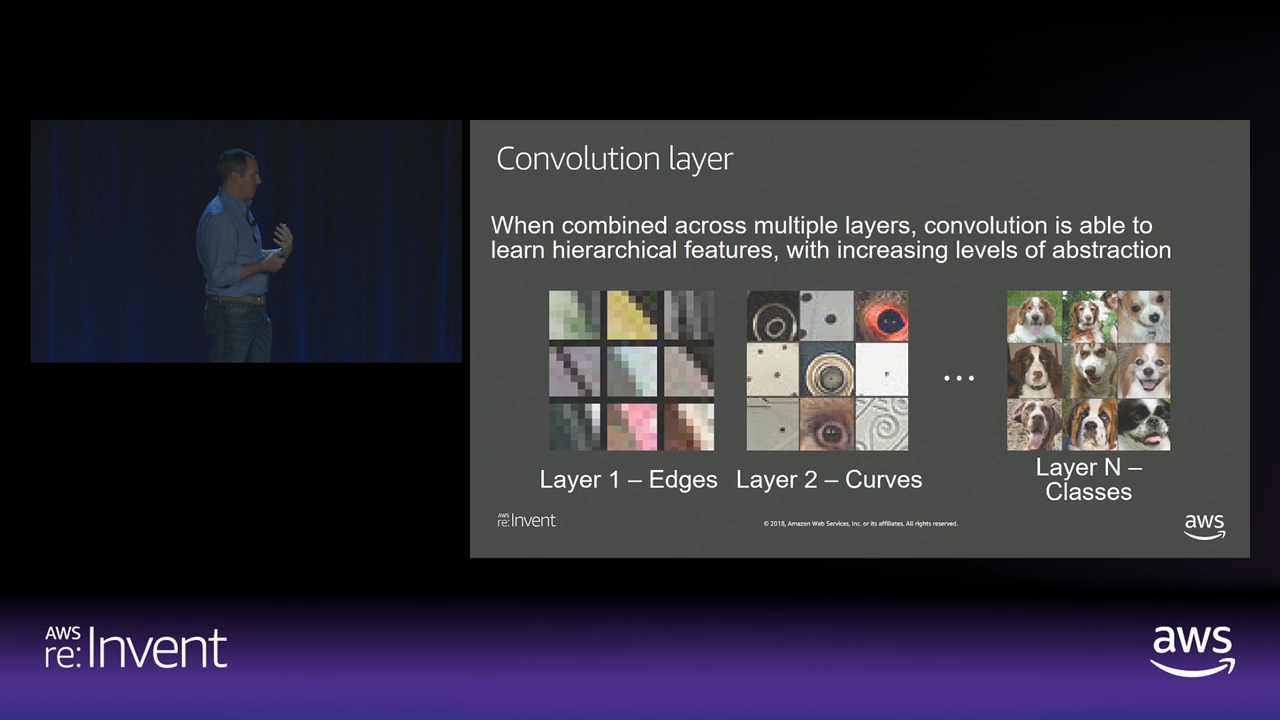 Convolution layer
When combined across multiple layers, convolution is able to
learn hierarchical features, with increasing levels of abstraction
...
Layer 1 – Edges
Layer 2 – Curves
Layer N –
Classes
AWS
re:Invent
© 2018, Amazon Web Services, Inc. or its affiliates. All rights reserved.
aws
AWS
re:Invent
aws